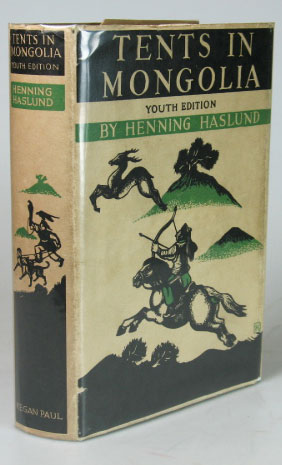 TENTS IN
MONGOLIA
YOUTH EDITION
HENNING
HASLUND
KEGAN PAUL
TENTS IN
MONGOLIA
YOUTH EDITION
BY HENNING HASLUND